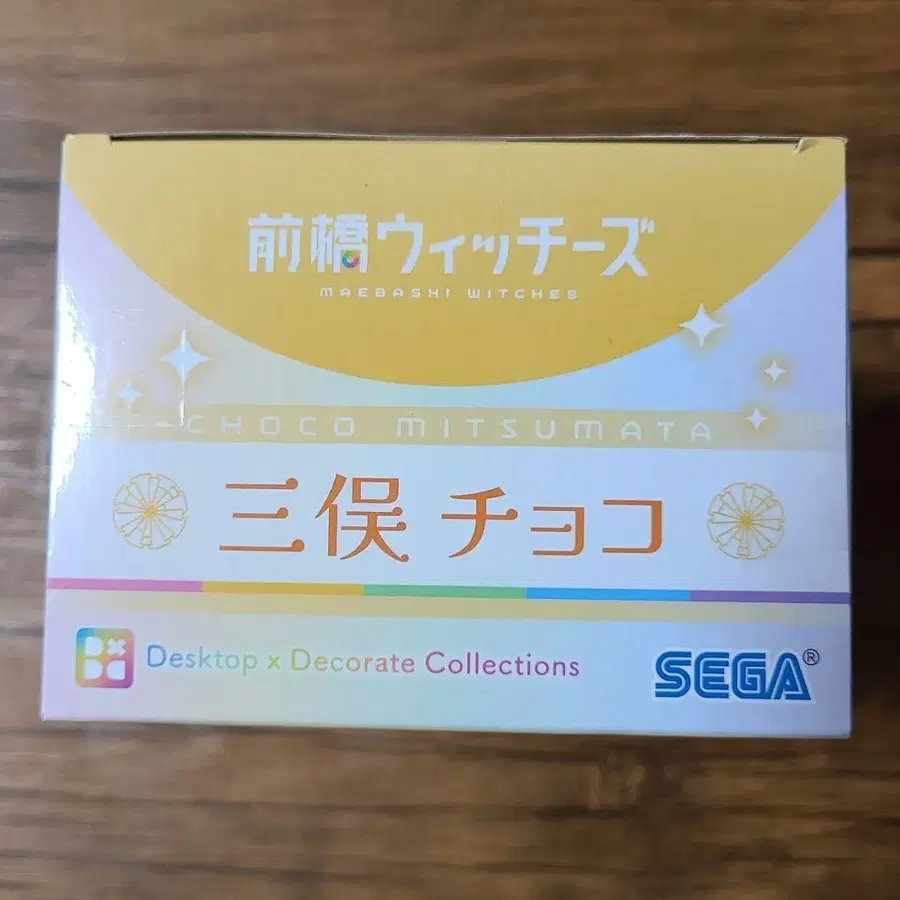 前橋ウィッチーズ
MAEBASHI WITCHES
CHOCO MITSUMATA
三俣 チョコ
Desktop x Decorate Collections
SEGA®